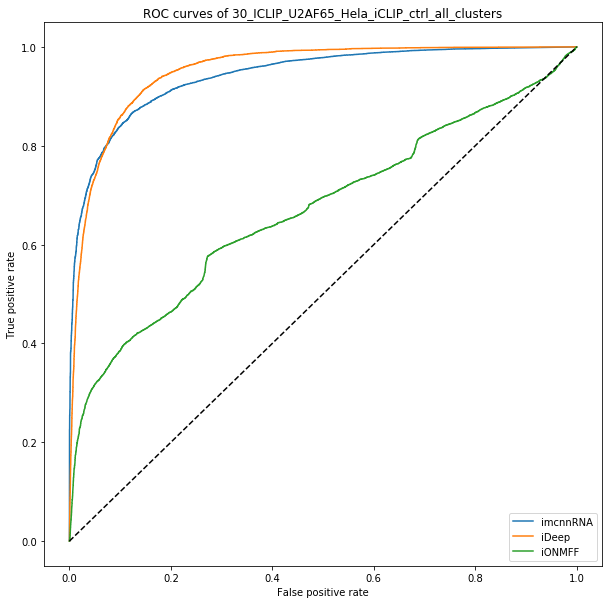 ROC curves of 30_ICLIP_U2AF65_Hela_iCLIP_ctrl_all_clusters
1.0
0.8
0.6
0.4
0.2
0.0
True positive rate
0.0 0.2 0.4 0.6 0.8 1.0
False positive rate
imcnnRNA
iDeep
iONMFF